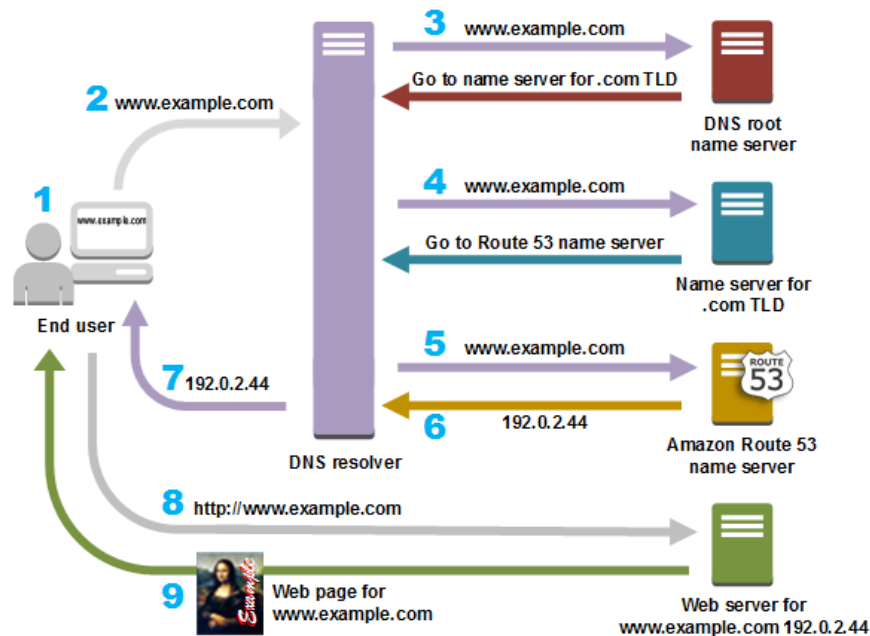 3 www.example.com
Go to name server for .com TLD
DNS root
name server
2 www.example.com
1
www.example.com
End user
4 www.example.com
Go to Route 53 name server
Name server for
.com TLD
5 www.example.com
ROUTE
53
6 192.0.2.44
Amazon Route 53
name server
7 192.0.2.44
DNS resolver
8 http://www.example.com
9
Example
Web page for
www.example.com
Web server for
www.example.com 192.0.2.44